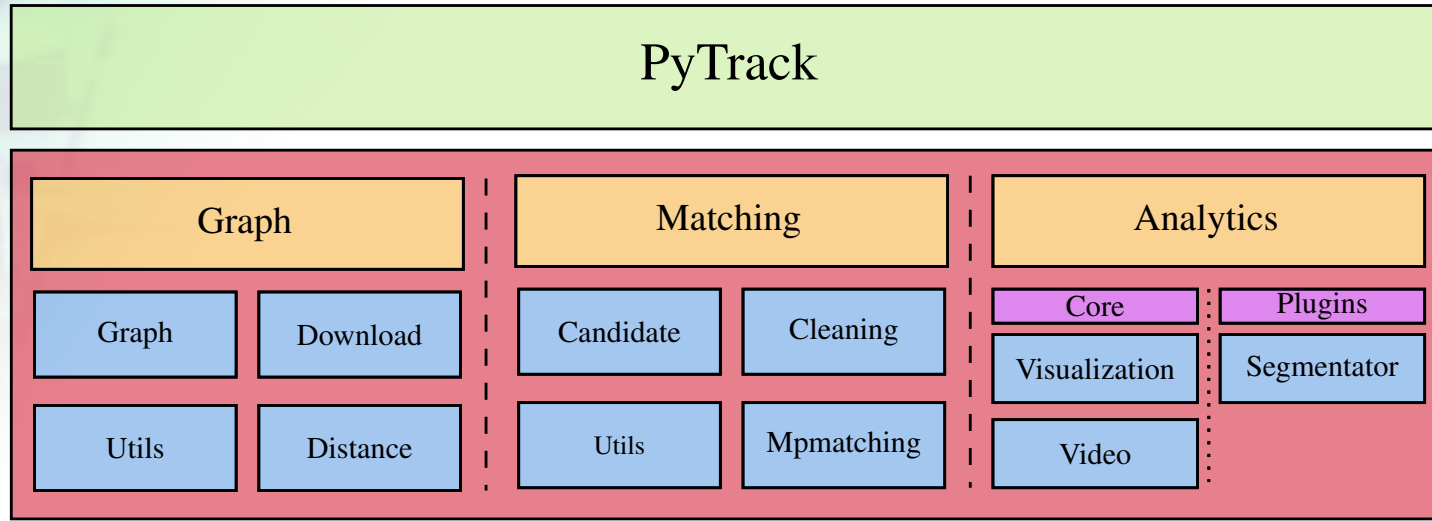 PyTrack
Graph
Matching
Analytics
Graph
Download
Utils
Distance
Candidate
Cleaning
Utils
Mpmatching
Core
Plugins
Visualization
Segmentator
Video